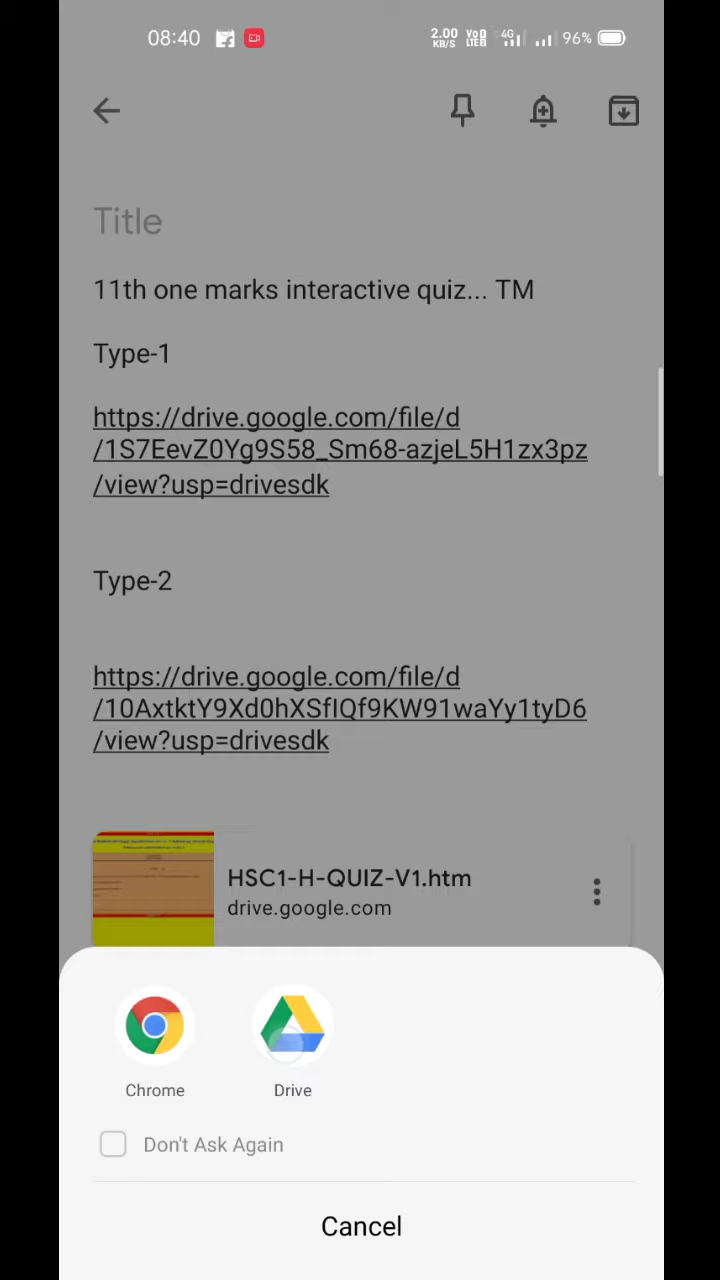 08:40
2.00 KB/S VoD LTE 4G 96%
Title
11th one marks interactive quiz... TM
Type-1
https://drive.google.com/file/d
/1S7EevZ0Yg9S58_Sm68-azjeL5H1zx3pz
/view?usp=drivesdk
Type-2
https://drive.google.com/file/d
/10AxtktY9Xd0hXSfIQf9KW91waYy1tyD6
/view?usp=drivesdk
HSC1-H-QUIZ-V1.htm
drive.google.com
Chrome
Drive
Don't Ask Again
Cancel